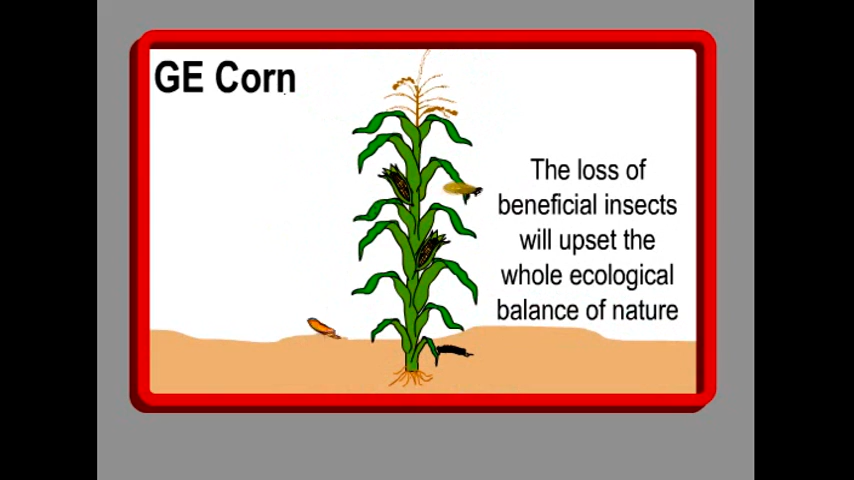 GE Corn
The loss of
beneficial insects
will upset the
whole ecological
balance of nature